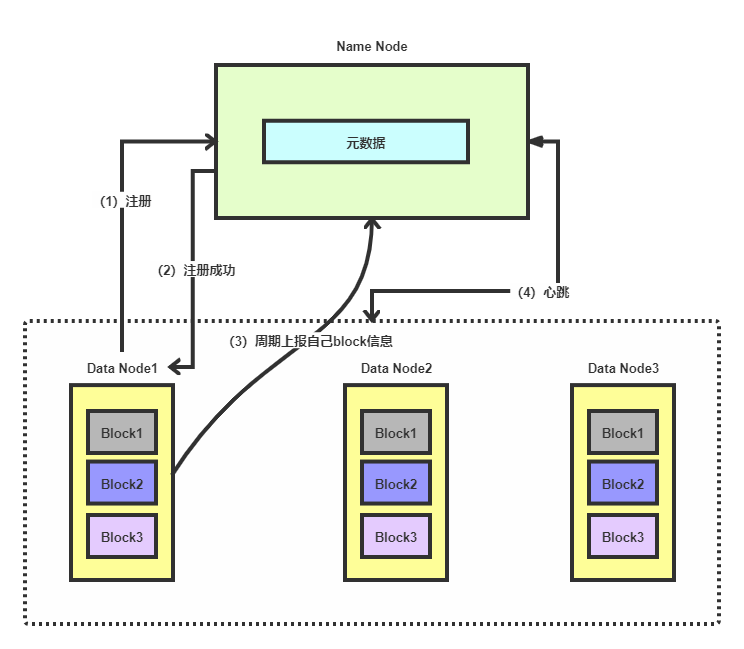 Name Node
元数据
（1）注册
（2）注册成功
（4）心跳
（3）周期上报自己block信息
Data Node1
Data Node2
Data Node3
Block1
Block1
Block1
Block2
Block2
Block2
Block3
Block3
Block3